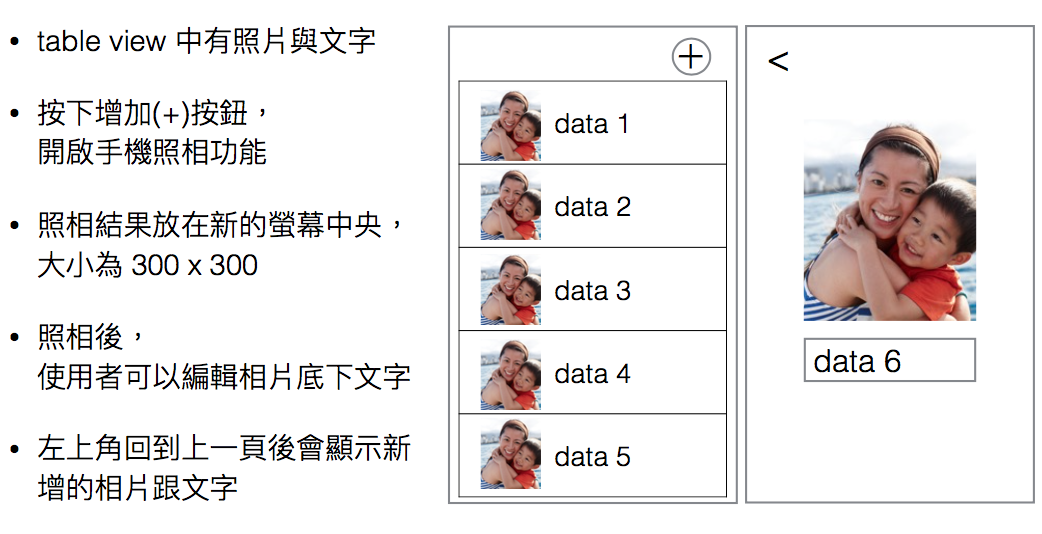 • table view 中有照片與文字
• 按下增加(+)按鈕，
開啟手機照相功能
• 照相結果放在新的螢幕中央，
大小為 300 x 300
• 照相後，
使用者可以編輯相片底下文字
• 左上角回到上一頁後會顯示新
增的相片跟文字
+
data 1
data 2
data 3
data 4
data 5
<
data 6